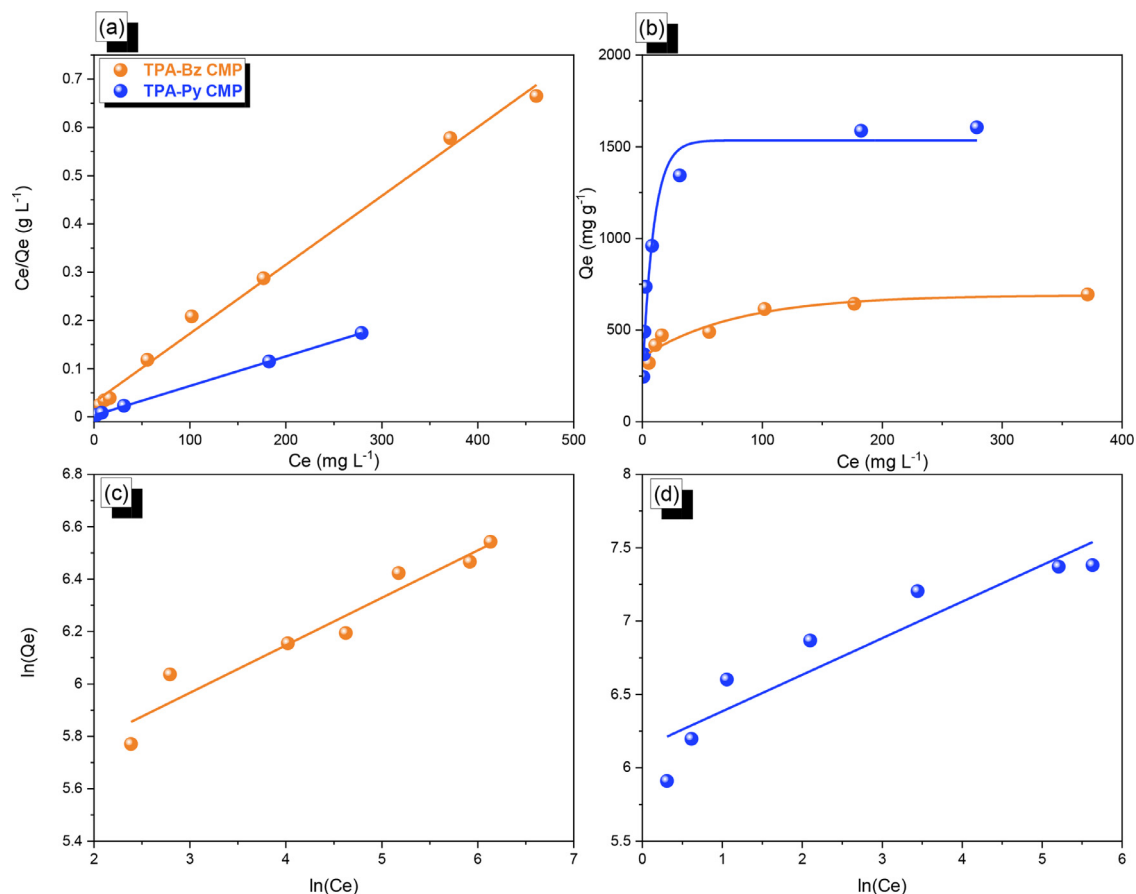 (a)
TPA-Bz CMP
TPA-Py CMP
Ce/Qe (g L⁻¹)
0.7
0.6
0.5
0.4
0.3
0.2
0.1
0
0 100 200 300 400 500
Ce (mg L⁻¹)
(b)
Qe (mg g⁻¹)
2000
1500
1000
500
0
0 100 200 300 400
Ce (mg L⁻¹)
(c)
ln(Qe)
6.8
6.6
6.4
6.2
6
5.8
5.6
5.4
2 3 4 5 6 7
ln(Ce)
(d)
8
7.5
7
6.5
6
5.5
0 1 2 3 4 5 6
ln(Ce)